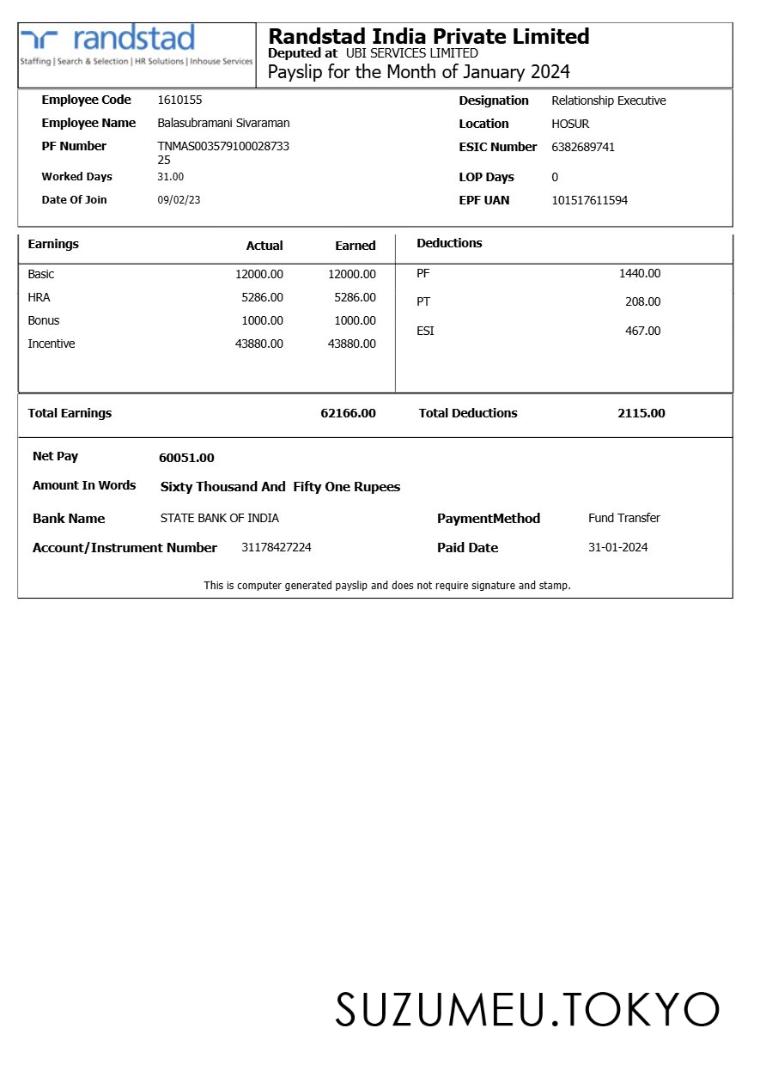 randstad
Staffing | Search & Selection | HR Solutions | Inhouse Services
Randstad India Private Limited
Deputed at UBI SERVICES LIMITED
Payslip for the Month of January 2024
Employee Code 1610155 Designation Relationship Executive
Employee Name Balasubramani Sivaraman Location HOSUR
PF Number TNMAS003579100028733 ESIC Number 6382689741
25
Worked Days 31.00 LOP Days 0
Date Of Join 09/02/23 EPF UAN 101517611594
Earnings Actual Earned Deductions
Basic 12000.00 12000.00 PF 1440.00
HRA 5286.00 5286.00 PT 208.00
Bonus 1000.00 1000.00 ESI 467.00
Incentive 43880.00 43880.00
Total Earnings 62166.00 Total Deductions 2115.00
Net Pay 60051.00
Amount In Words Sixty Thousand And Fifty One Rupees
Bank Name STATE BANK OF INDIA PaymentMethod Fund Transfer
Account/Instrument Number 31178427224 Paid Date 31-01-2024
This is computer generated payslip and does not require signature and stamp.
SUZUMEU.TOKYO